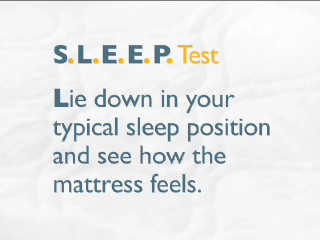 S.L.E.E.P. Test
Lie down in your
typical sleep position
and see how the
mattress feels.